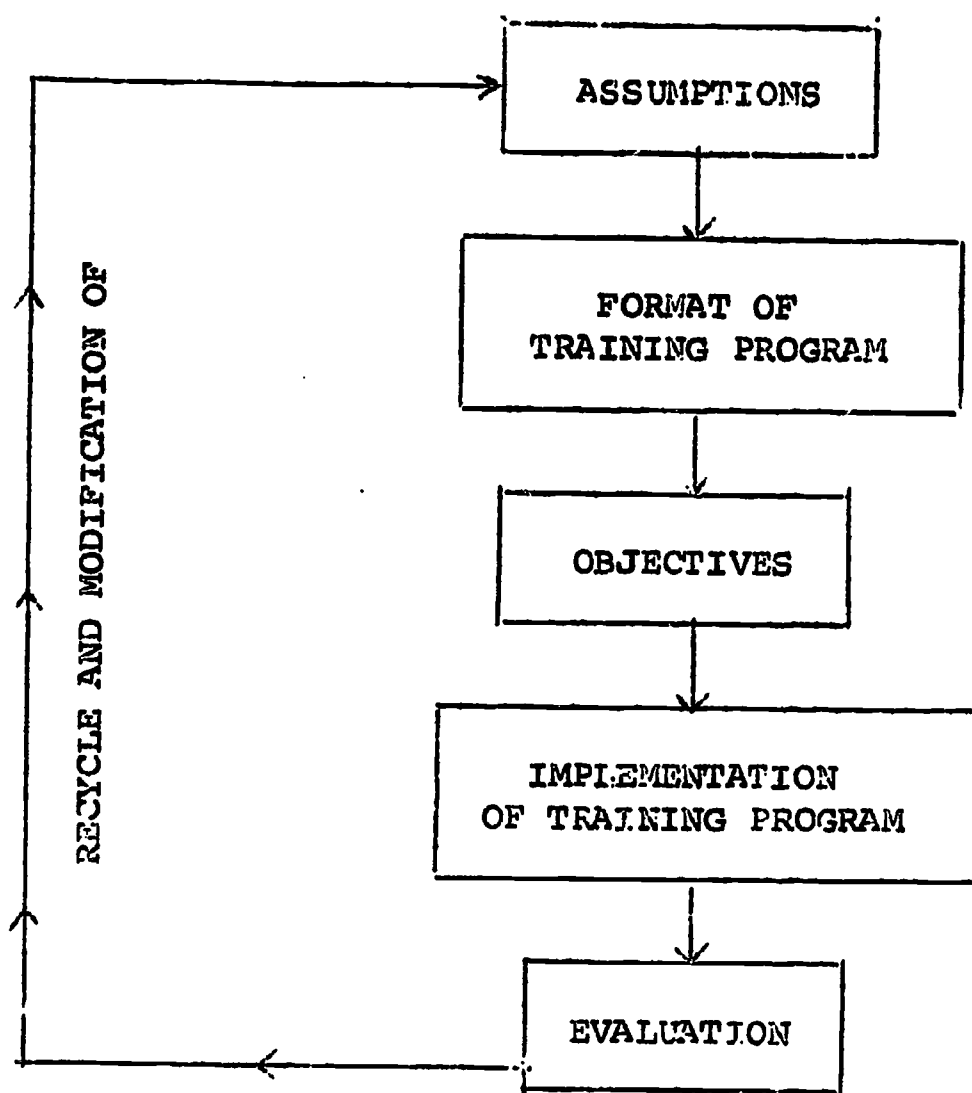 ASSUMPTIONS
FORMAT OF
TRAINING PROGRAM
OBJECTIVES
IMPLEMENTATION
OF TRAINING PROGRAM
EVALUATION
RECYCLE AND MODIFICATION OF